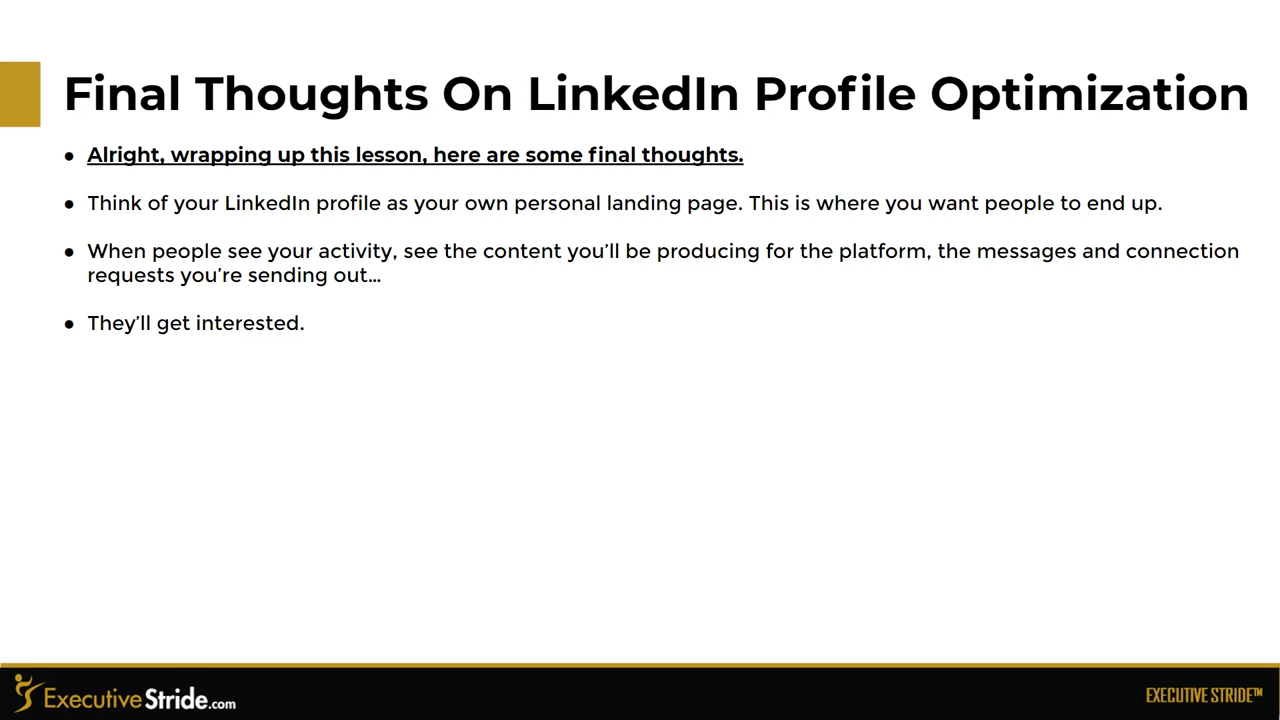 Final Thoughts On LinkedIn Profile Optimization
● Alright, wrapping up this lesson, here are some final thoughts.
● Think of your LinkedIn profile as your own personal landing page. This is where you want people to end up.
● When people see your activity, see the content you’ll be producing for the platform, the messages and connection
requests you’re sending out…
● They’ll get interested.
ExecutiveStride.com
EXECUTIVE STRIDE™